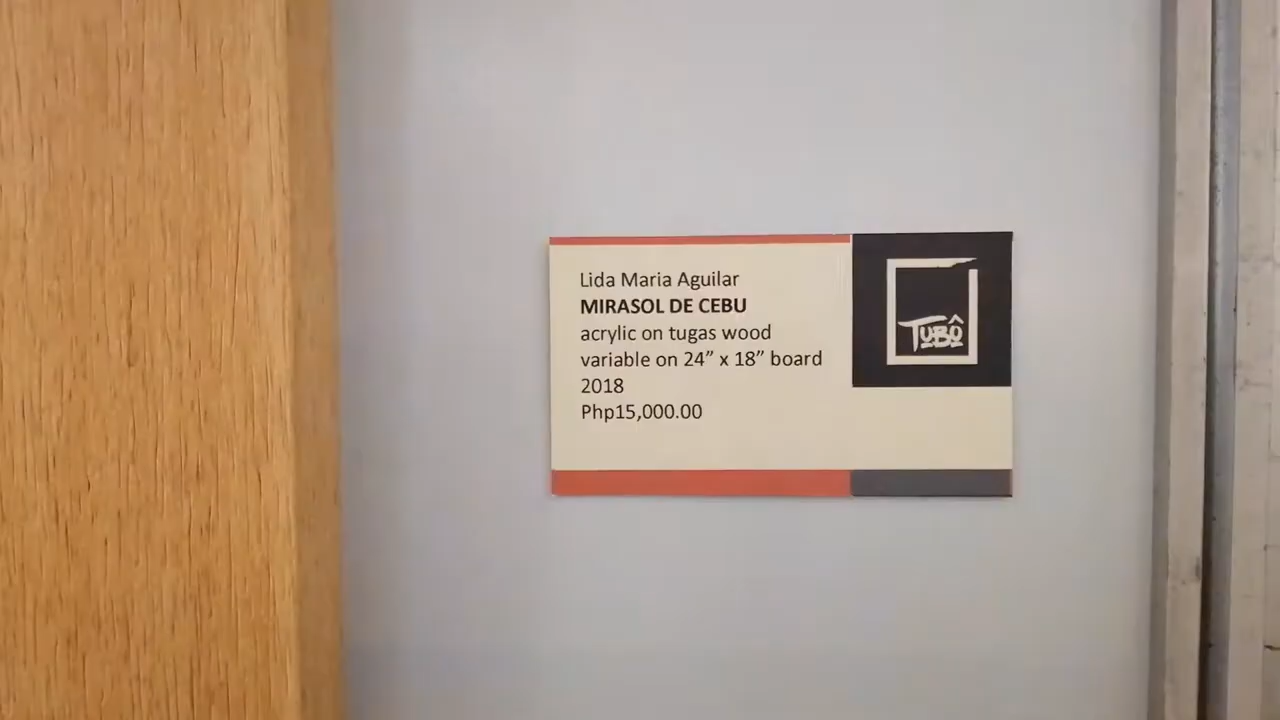 Lida Maria Aguilar
MIRASOL DE CEBU
acrylic on tugas wood
variable on 24” x 18” board
2018
Php15,000.00
TUBÔ